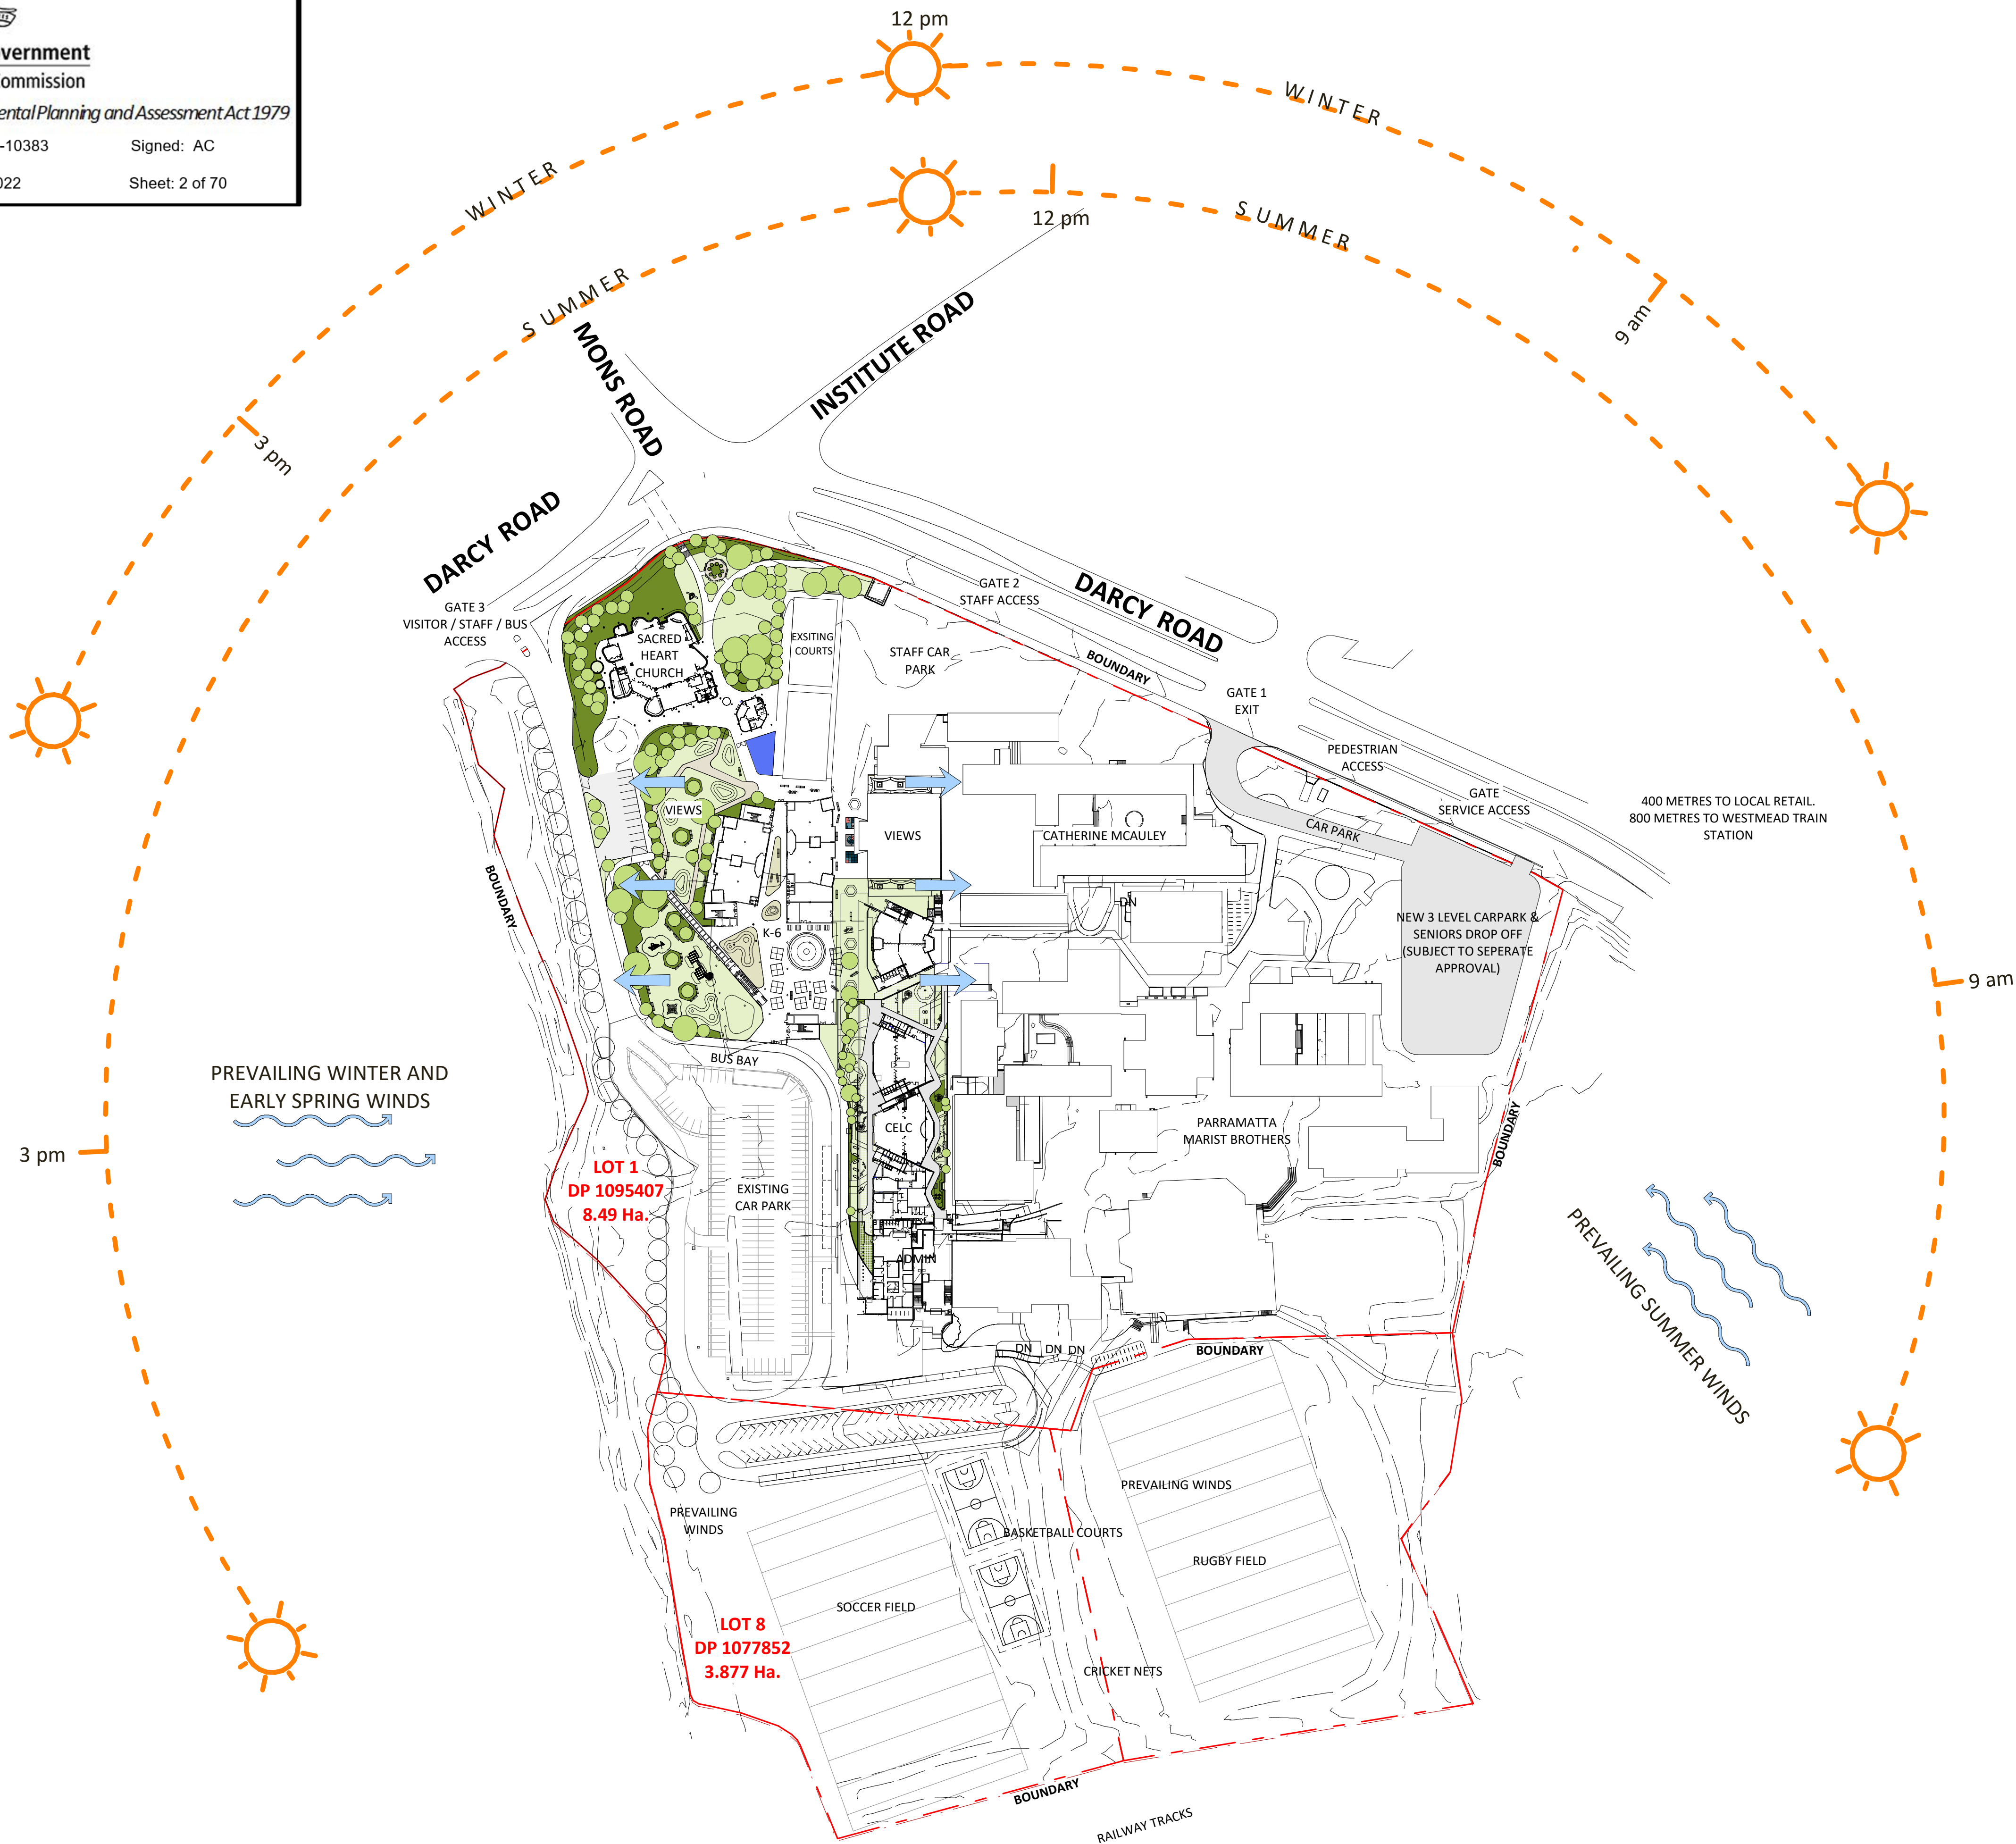 Commission
Planning and Assessment Act 1979
-10383 Signed: AC
022 Sheet: 2 of 70
12 pm
WINTER
WINTER
12 pm
SUMMER
SUMMER
9 am
3 pm
MONS ROAD
INSTITUTE ROAD
DARCY ROAD
DARCY ROAD
GATE 3
VISITOR / STAFF / BUS
ACCESS
GATE 2
STAFF ACCESS
SACRED
HEART
CHURCH
EXSITING
COURTS
STAFF CAR
PARK
BOUNDARY
GATE 1
EXIT
PEDESTRIAN
ACCESS
GATE
SERVICE ACCESS
400 METRES TO LOCAL RETAIL.
800 METRES TO WESTMEAD TRAIN
STATION
VIEWS
VIEWS
CATHERINE MCAULEY
CAR PARK
BOUNDARY
DN
K-6
NEW 3 LEVEL CARPARK &
SENIORS DROP OFF
(SUBJECT TO SEPERATE
APPROVAL)
9 am
BUS BAY
PREVAILING WINTER AND
EARLY SPRING WINDS
CELC
PARRAMATTA
MARIST BROTHERS
BOUNDARY
3 pm
LOT 1
DP 1095407
8.49 Ha.
EXISTING
CAR PARK
ADMIN
PREVAILING SUMMER WINDS
DN DN DN
BOUNDARY
PREVAILING
WINDS
PREVAILING WINDS
BASKETBALL COURTS
RUGBY FIELD
SOCCER FIELD
LOT 8
DP 1077852
3.877 Ha.
CRICKET NETS
BOUNDARY
RAILWAY TRACKS